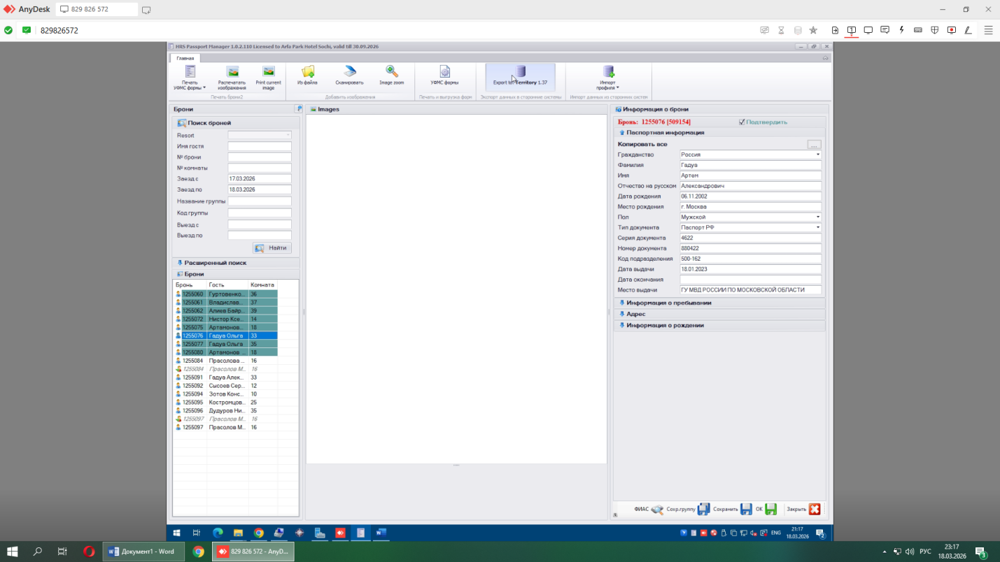 AnyDesk
829 826 572
829826572
HRS Passport Manager 1.0.2.110 Licensed to Arfa Park Hotel Sochi, valid till 30.09.2026
Главная
Печать УФМС формы
Распечатать изображения
Print current image
Из файла
Сканировать
Image zoom
УФМС формы
Export to: Territory 1.37
Импорт профиля
Печать брони2
Добавить изображения
Печать и выгрузка форм
Экспорт данных в сторонние системы
Импорт данных из сторонних систем
Брони
Поиск броней
Resort
Имя гостя
№ брони
№ комнаты
Заезд с 17.03.2026
Заезд по 18.03.2026
Название группы
Код группы
Выезд с
Выезд по
Найти
Расширенный поиск
Брони
Бронь Гость Комната
1255060 Гуртовенко... 36
1255061 Владислав... 37
1255062 Алиев Байр... 39
1255072 Нистор Ксе... 14
1255075 Артамонов... 18
1255076 Гадуа Ольга 33
1255077 Гадуа Ольга 35
1255080 Артамонов ... 18
1255084 Прасолова ... 16
1255084 Прасолов М... 16
1255091 Гадуа Алек... 33
1255092 Сысоев Сер... 12
1255094 Зотов Конс... 10
1255095 Костромцов... 25
1255096 Дудуров Ни... 35
1255097 Прасолов М... 16
1255097 Прасолов М... 16
Images
Информация о брони
Бронь: 1255076 [509154]
Подтвердить
Паспортная информация
Копировать все
...
Гражданство Россия
Фамилия Гадуа
Имя Артем
Отчество на русском Александрович
Дата рождения 06.11.2002
Место рождения г. Москва
Пол Мужской
Тип документа Паспорт РФ
Серия документа 4622
Номер документа 880422
Код подразделения 500-162
Дата выдачи 18.01.2023
Дата окончания
Место выдачи ГУ МВД РОССИИ ПО МОСКОВСКОЙ ОБЛАСТИ
Информация о пребывании
Адрес
Информация о рождении
ФИАС
Сохр.группу
Сохранить
ОК
Закрыть
ENG
21:17
18.03.2026
2
Документ1 - Word
829 826 572 - AnyD...
РУС
23:17
18.03.2026
3